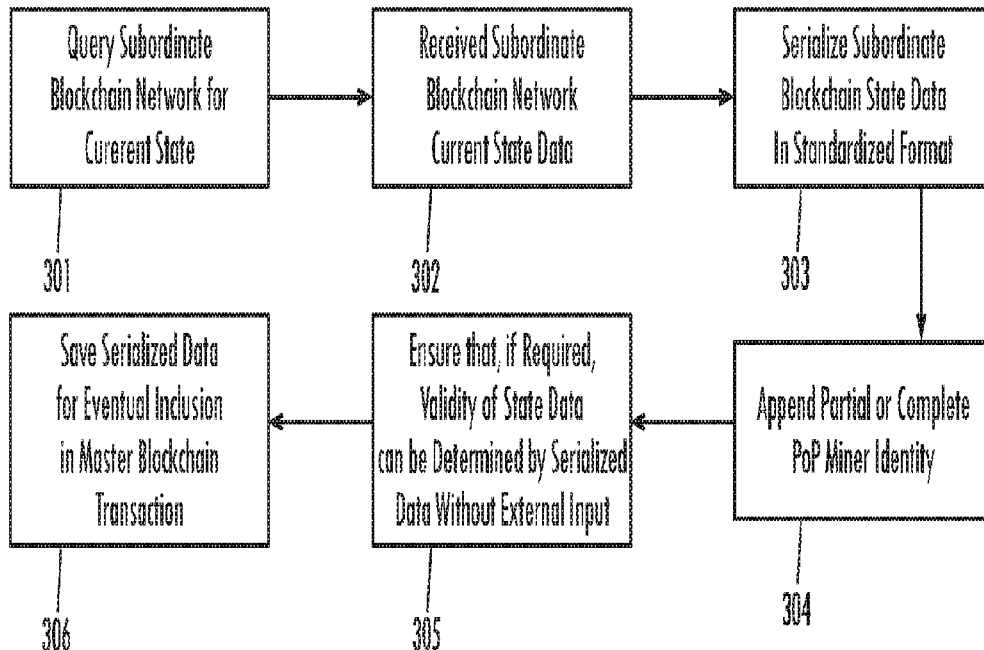 Query Subordinate
Blockchain Network for
Curerent State
301
Received Subordinate
Blockchain Network
Current State Data
302
Serialize Subordinate
Blockchain State Data
In Standardized Format
303
Append Partial or Complete
PoP Miner Identity
304
Ensure that, if Required,
Validity of State Data
can be Determined by Serialized
Data Without External Input
305
Save Serialized Data
for Eventual Inclusion
in Master Blockchain
Transaction
306